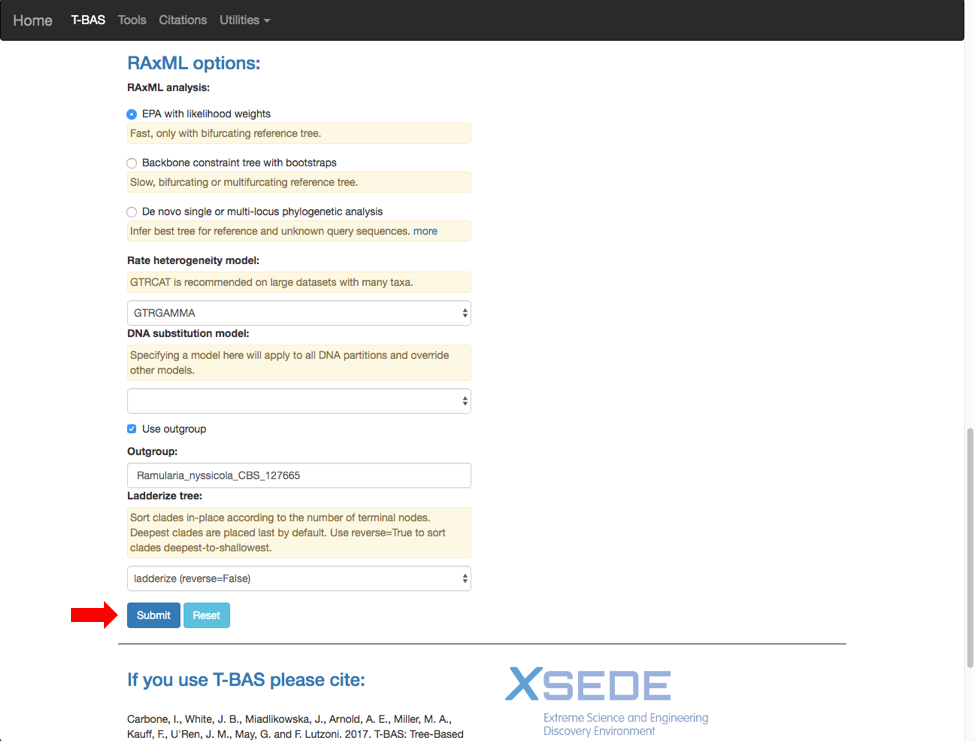 Home T-BAS Tools Citations Utilities
RAxML options:
RAxML analysis:
EPA with likelihood weights
Fast, only with bifurcating reference tree.
Backbone constraint tree with bootstraps
Slow, bifurcating or multifurcating reference tree.
De novo single or multi-locus phylogenetic analysis
Infer best tree for reference and unknown query sequences. more
Rate heterogeneity model:
GTRCAT is recommended on large datasets with many taxa.
GTRGAMMA
DNA substitution model:
Specifying a model here will apply to all DNA partitions and override
other models.
Use outgroup
Outgroup:
Ramularia_nyssicola_CBS_127665
Ladderize tree:
Sort clades in-place according to the number of terminal nodes.
Deepest clades are placed last by default. Use reverse=True to sort
clades deepest-to-shallowest.
ladderize (reverse=False)
Submit Reset
If you use T-BAS please cite:
Carbone, I., White, J. B., Miadlikowska, J., Arnold, A. E., Miller, M. A.,
Kauff, F., U'Ren, J. M., May, G. and F. Lutzoni. 2017. T-BAS: Tree-Based
XSEDE
Extreme Science and Engineering
Discovery Environment